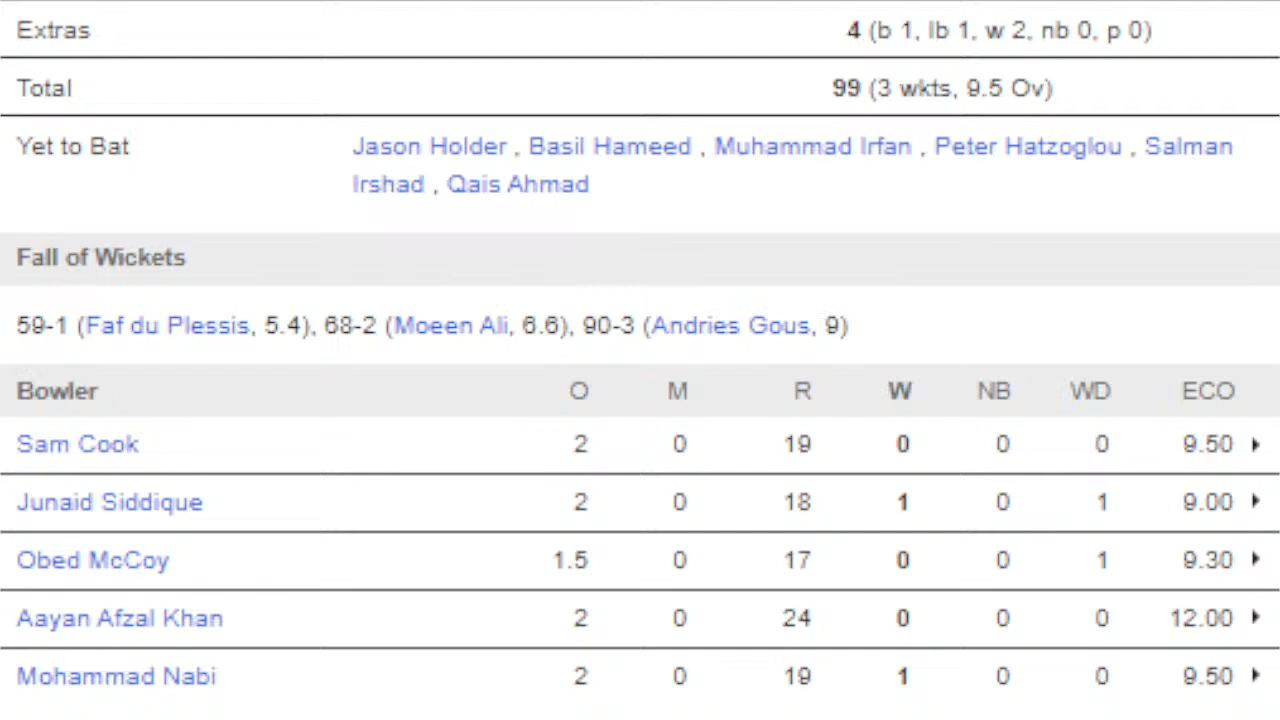 Extras 4 (b 1, lb 1, w 2, nb 0, p 0)
Total 99 (3 wkts, 9.5 Ov)
Yet to Bat Jason Holder , Basil Hameed , Muhammad Irfan , Peter Hatzoglou , Salman
Irshad , Qais Ahmad
Fall of Wickets
59-1 (Faf du Plessis, 5.4), 68-2 (Moeen Ali, 6.6), 90-3 (Andries Gous, 9)
Bowler O M R W NB WD ECO
Sam Cook 2 0 19 0 0 0 9.50
Junaid Siddique 2 0 18 1 0 1 9.00
Obed McCoy 1.5 0 17 0 0 1 9.30
Aayan Afzal Khan 2 0 24 0 0 0 12.00
Mohammad Nabi 2 0 19 1 0 0 9.50